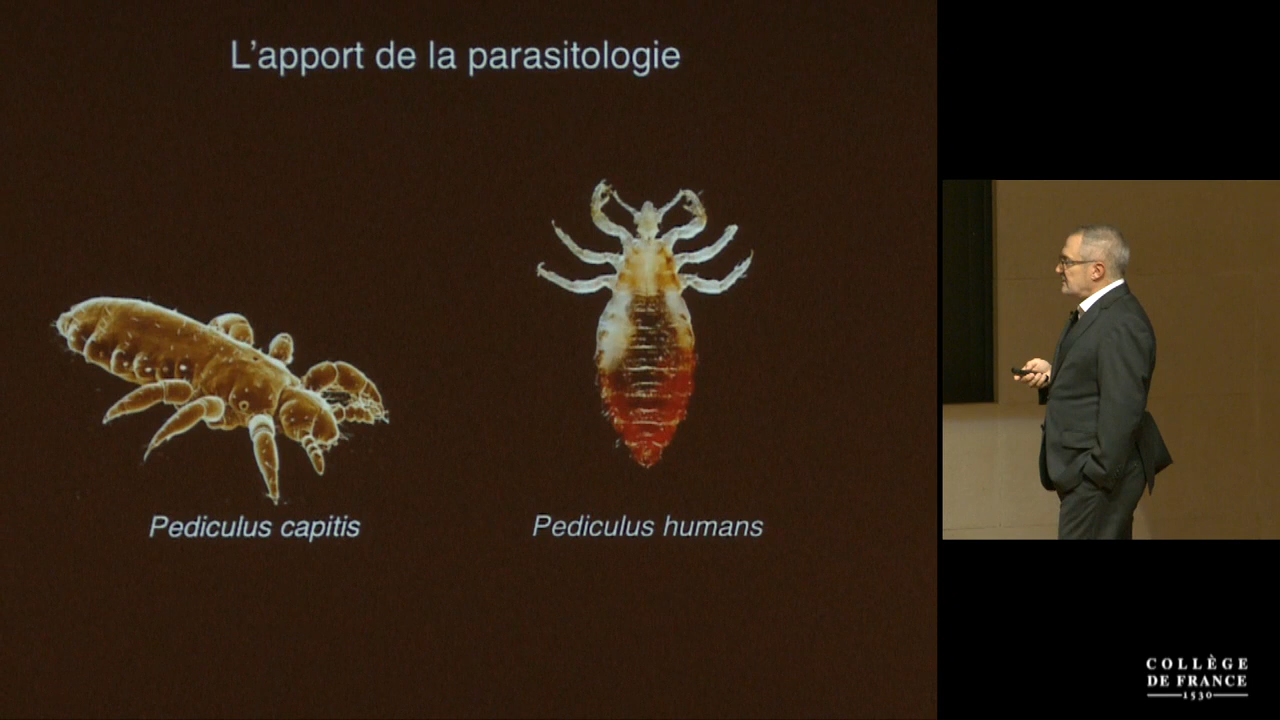 L'apport de la parasitologie
Pediculus capitis
Pediculus humans
COLLÈGE
DE FRANCE
1530